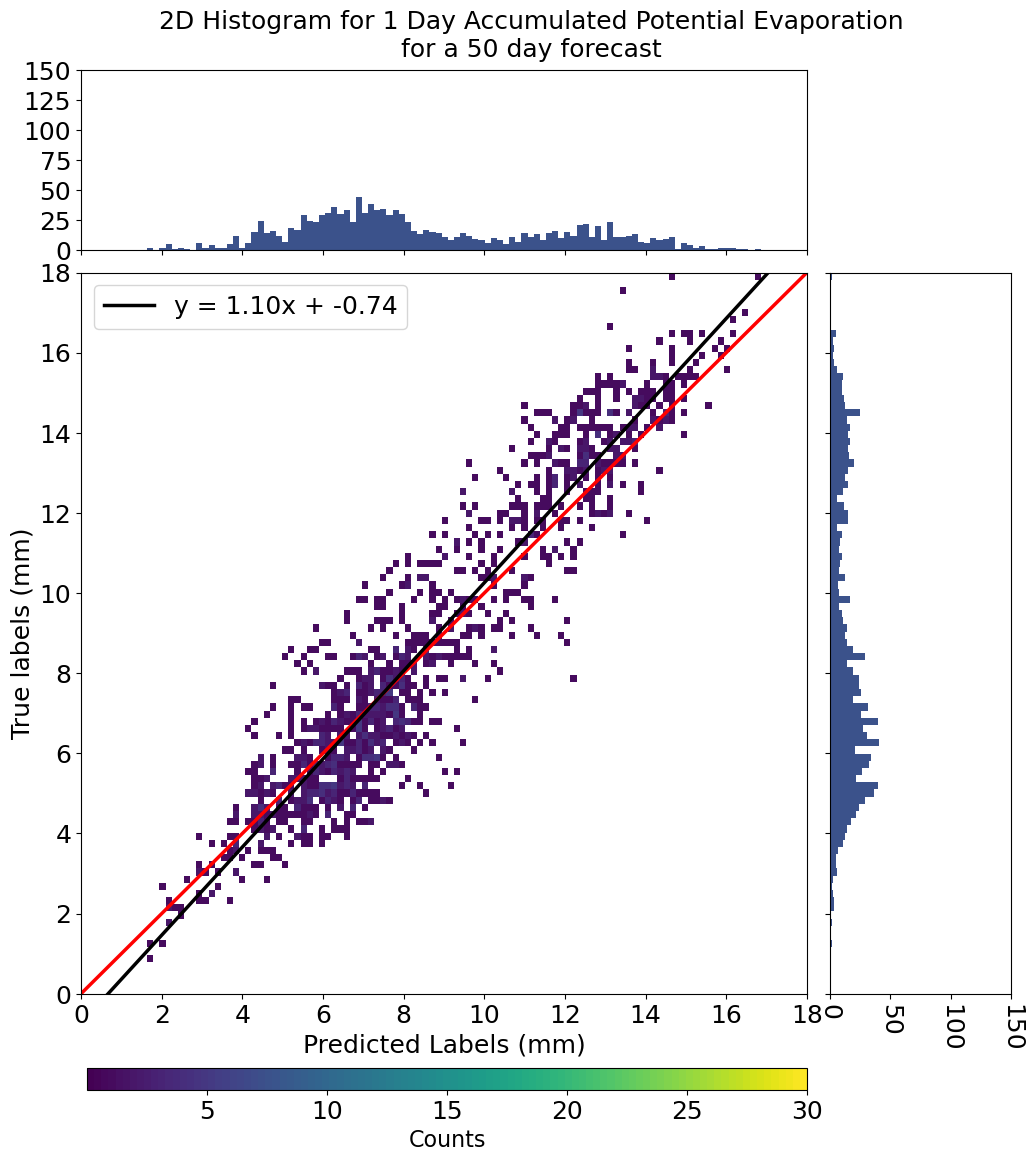 2D Histogram for 1 Day Accumulated Potential Evaporation
for a 50 day forecast
150
125
100
75
50
25
0
18
16
14
12
10
8
6
4
2
0
True labels (mm)
y = 1.10x + -0.74
0 2 4 6 8 10 12 14 16 18
Predicted Labels (mm)
0 50 100 150
5 10 15 20 25 30
Counts